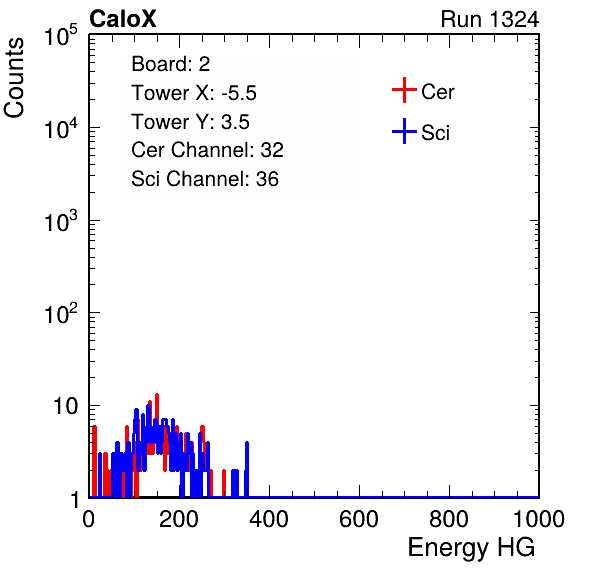 CaloX Run 1324
Counts
Board: 2
Tower X: -5.5
Tower Y: 3.5
Cer Channel: 32
Sci Channel: 36
Cer
Sci
10^5
10^4
10^3
10^2
10
1
0 200 400 600 800 1000
Energy HG